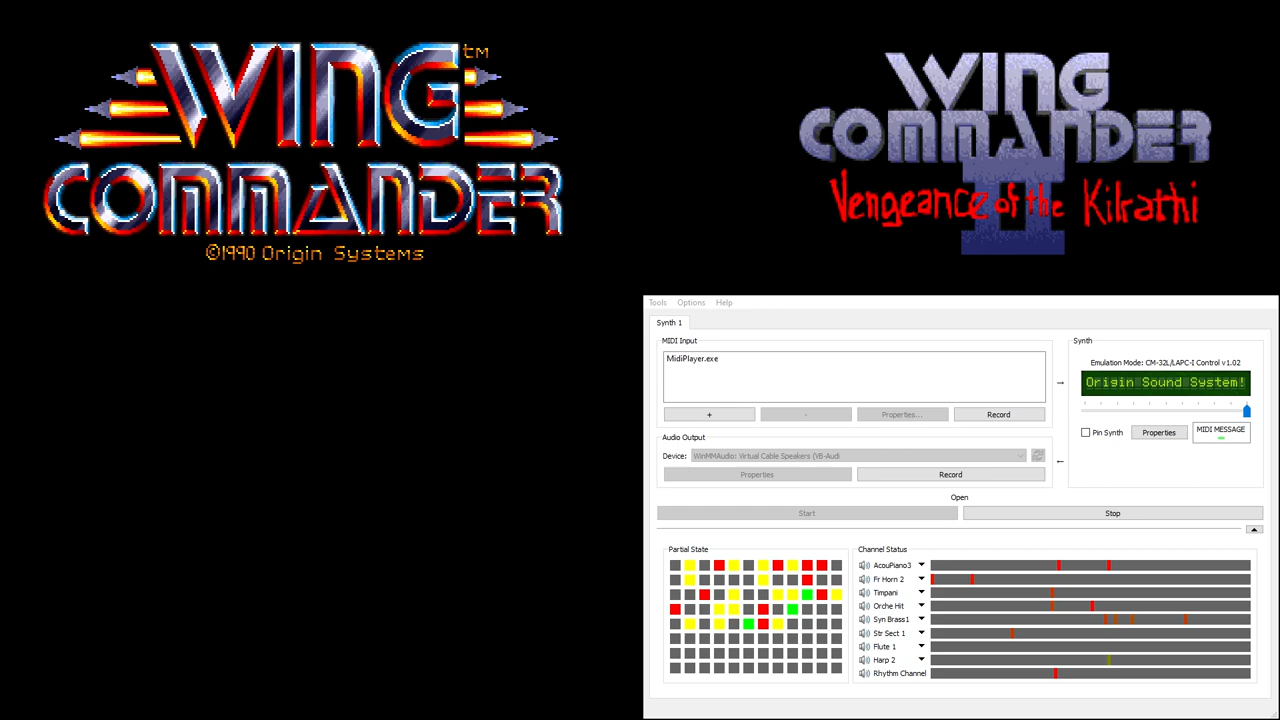 WING™
COMMANDER
©1990 Origin Systems
WING
COMMANDER
II
Vengeance of the Kilrathi
Tools Options Help
Synth 1
MIDI Input
MidiPlayer.exe
+ - Properties... Record
Audio Output
Device: WinMMAudio: Virtual Cable Speakers (VB-Audi
Properties Record
Synth
Emulation Mode: CM-32L/LAPC-I Control v1.02
Origin Sound System!
Pin Synth Properties MIDI MESSAGE
Open
Start Stop
Partial State
Channel Status
AcouPiano3
Fr Horn 2
Timpani
Orche Hit
Syn Brass1
Str Sect 1
Flute 1
Harp 2
Rhythm Channel